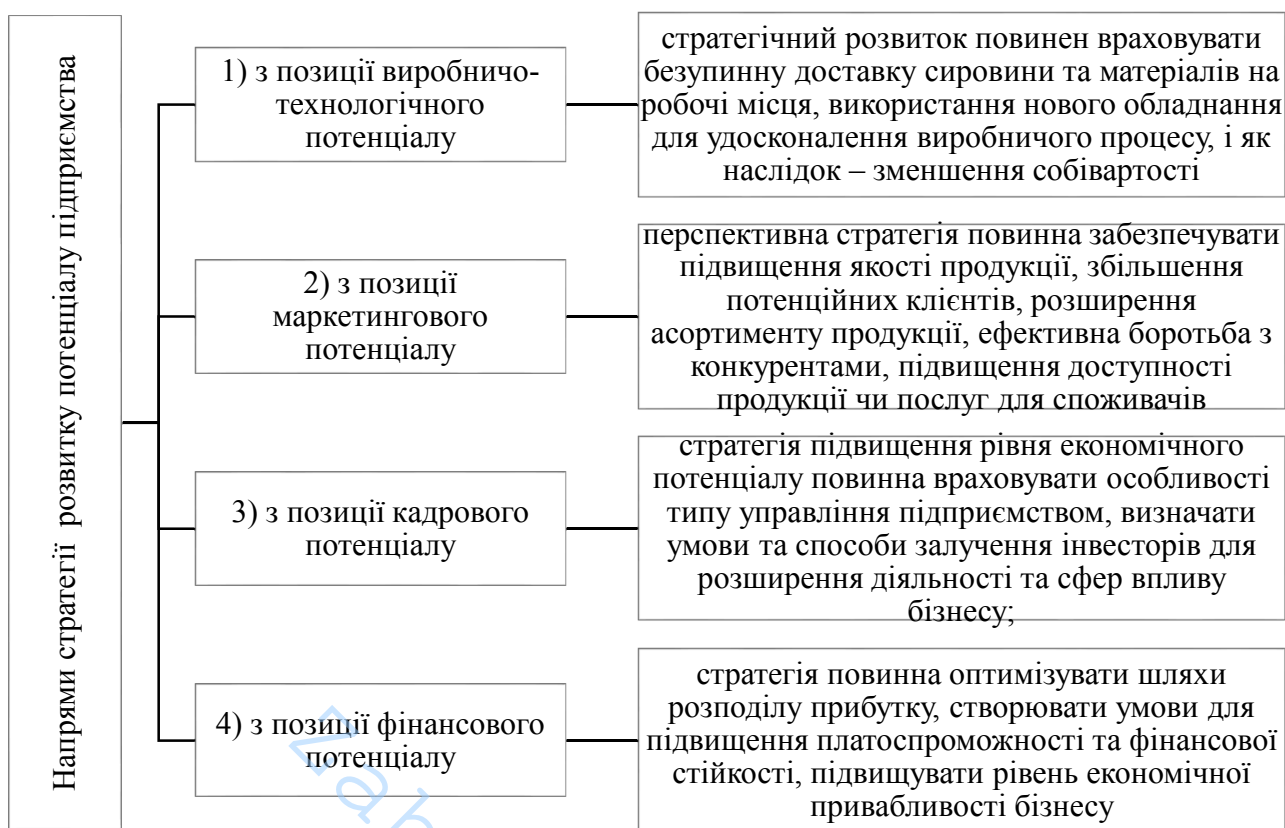 Напрями стратегії розвитку потенціалу підприємства
1) з позиції виробничо-
технологічного
потенціалу
стратегічний розвиток повинен враховувати
безупинну доставку сировини та матеріалів на
робочі місця, використання нового обладнання
для удосконалення виробничого процесу, і як
наслідок – зменшення собівартості
2) з позиції
маркетингового
потенціалу
перспективна стратегія повинна забезпечувати
підвищення якості продукції, збільшення
потенційних клієнтів, розширення
асортименту продукції, ефективна боротьба з
конкурентами, підвищення доступності
продукції чи послуг для споживачів
3) з позиції кадрового
потенціалу
стратегія підвищення рівня економічного
потенціалу повинна враховувати особливості
типу управління підприємством, визначати
умови та способи залучення інвесторів для
розширення діяльності та сфер впливу
бізнесу;
4) з позиції фінансового
потенціалу
стратегія повинна оптимізувати шляхи
розподілу прибутку, створювати умови для
підвищення платоспроможності та фінансової
стійкості, підвищувати рівень економічної
привабливості бізнесу